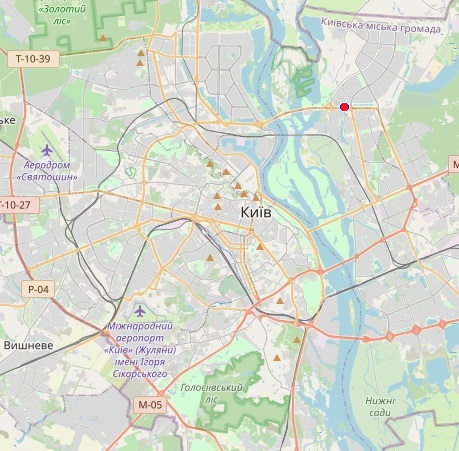 «Золотий
ліс»
Київська міська громада
Т-10-39
ьке
Аеродром
«Святошин»
М
Т-10-27
Київ
Р-04
Міжнародний
аеропорт
«Київ» (Жуляни)
імені Ігоря
Сікорського
Вишневе
Голосіївський
ліс
Нижні
сади
М-05